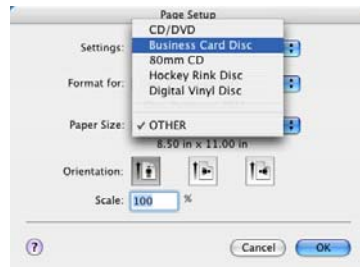 Page Setup
CD/DVD
Settings: Business Card Disc
80mm CD
Hockey Rink Disc
Format for: Digital Vinyl Disc
Paper Size: ✓ OTHER
8.50 in x 11.00 in
Orientation:
Scale: 100 %
? Cancel OK